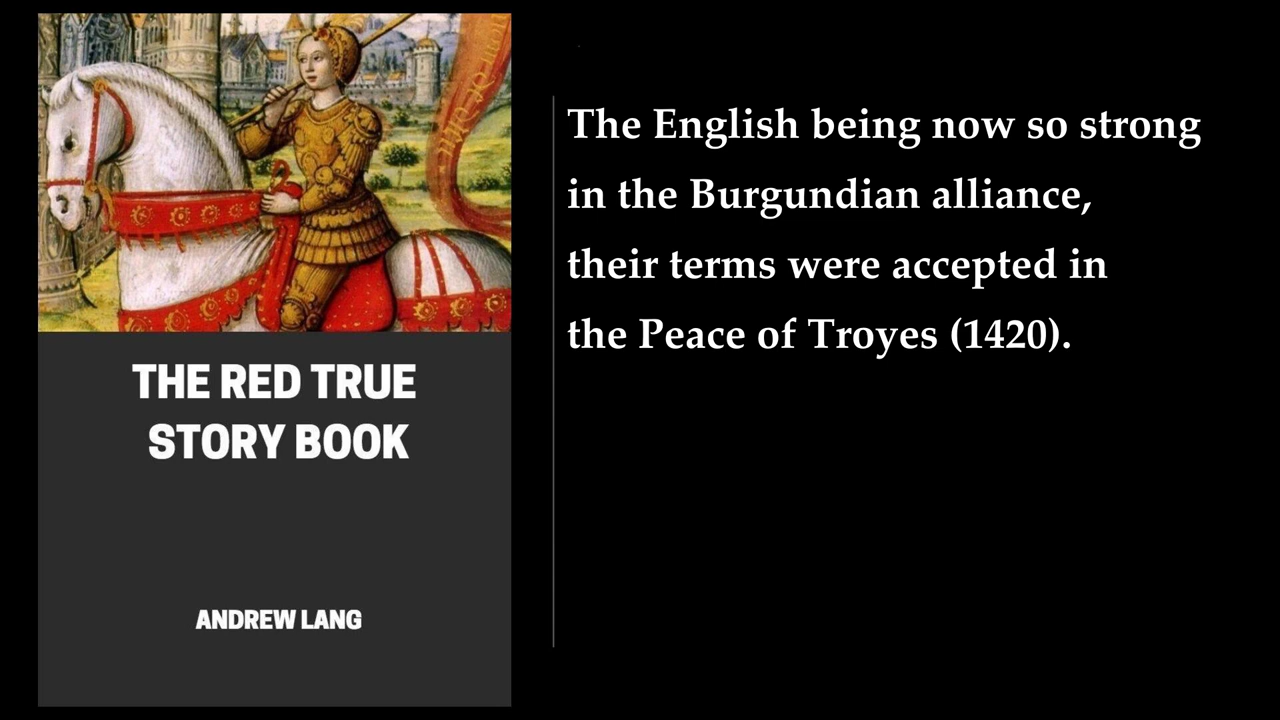 THE RED TRUE
STORY BOOK
ANDREW LANG
The English being now so strong
in the Burgundian alliance,
their terms were accepted in
the Peace of Troyes (1420).